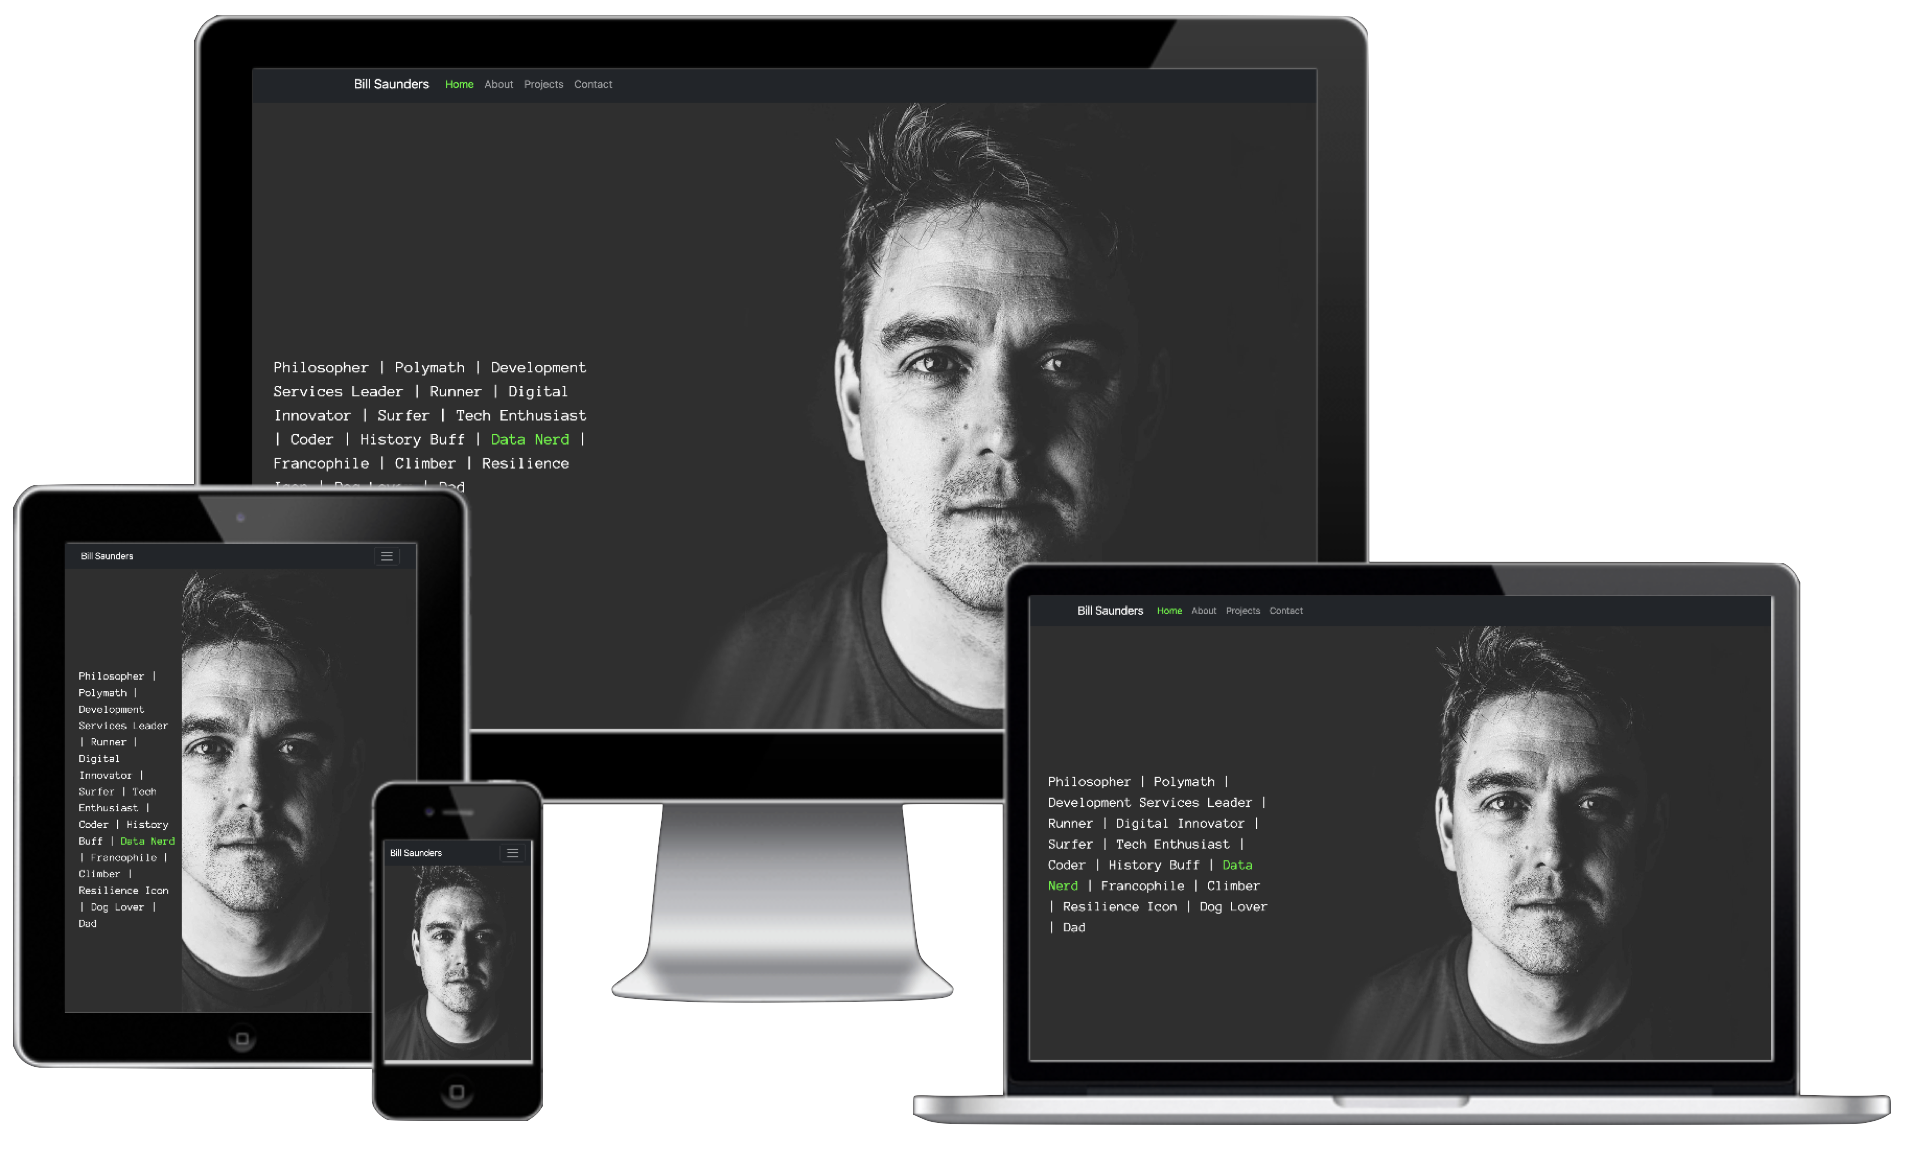 Bill Saunders Home About Projects Contact
Philosopher | Polymath | Development
Services Leader | Runner | Digital
Innovator | Surfer | Tech Enthusiast
| Coder | History Buff | Data Nerd |
Francophile | Climber | Resilience
Icon | Dog Lover | Dad
Bill Saunders
Philosopher |
Polymath |
Development
Services Leader
| Runner |
Digital
Innovator |
Surfer | Tech
Enthusiast |
Coder | History
Buff | Data Nerd
| Francophile |
Climber |
Resilience Icon
| Dog Lover |
Dad
Bill Saunders
Bill Saunders Home About Projects Contact
Philosopher | Polymath |
Development Services Leader |
Runner | Digital Innovator |
Surfer | Tech Enthusiast |
Coder | History Buff | Data
Nerd | Francophile | Climber
| Resilience Icon | Dog Lover
| Dad